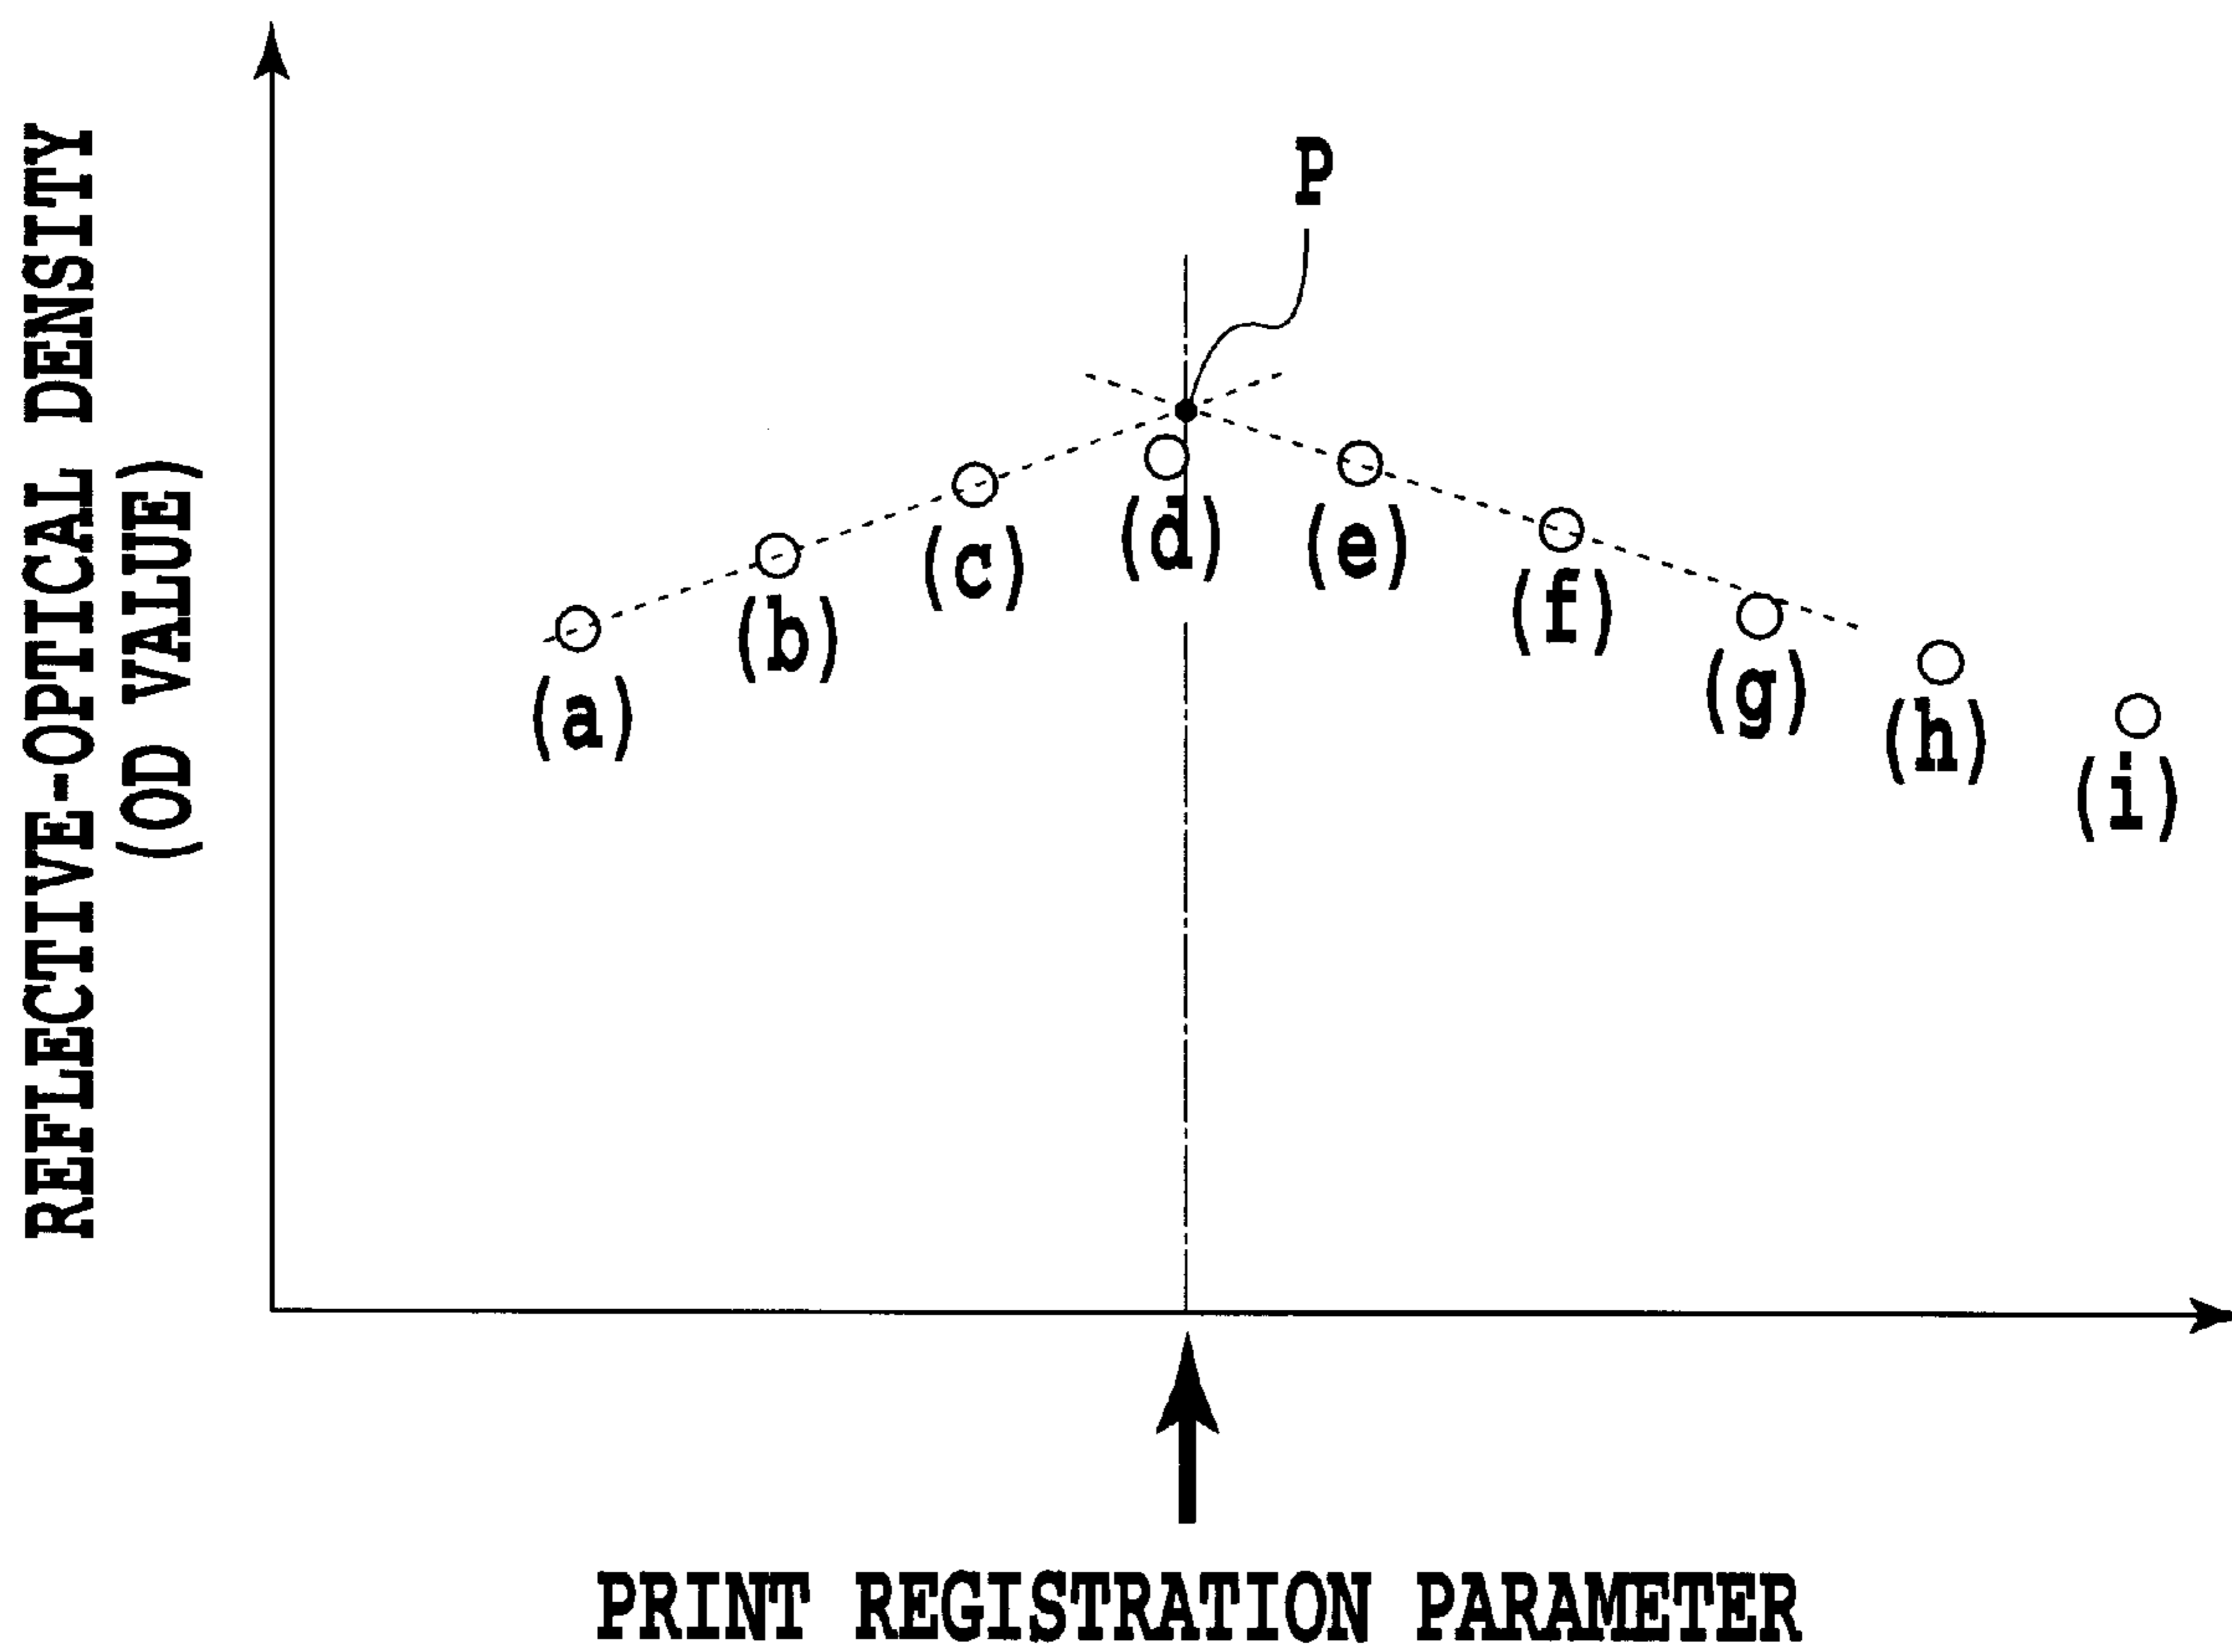 REFLECTIVE-OPTICAL DENSITY
(OD VALUE)
P
(a)
(b)
(c)
(d)
(e)
(f)
(g)
(h)
(i)
PRINT REGISTRATION PARAMETER